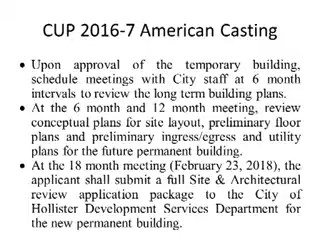 CUP 2016-7 American Casting
• Upon approval of the temporary building,
schedule meetings with City staff at 6 month
intervals to review the long term building plans.
• At the 6 month and 12 month meeting, review
conceptual plans for site layout, preliminary floor
plans and preliminary ingress/egress and utility
plans for the future permanent building.
• At the 18 month meeting (February 23, 2018), the
applicant shall submit a full Site & Architectural
review application package to the City of
Hollister Development Services Department for
the new permanent building.